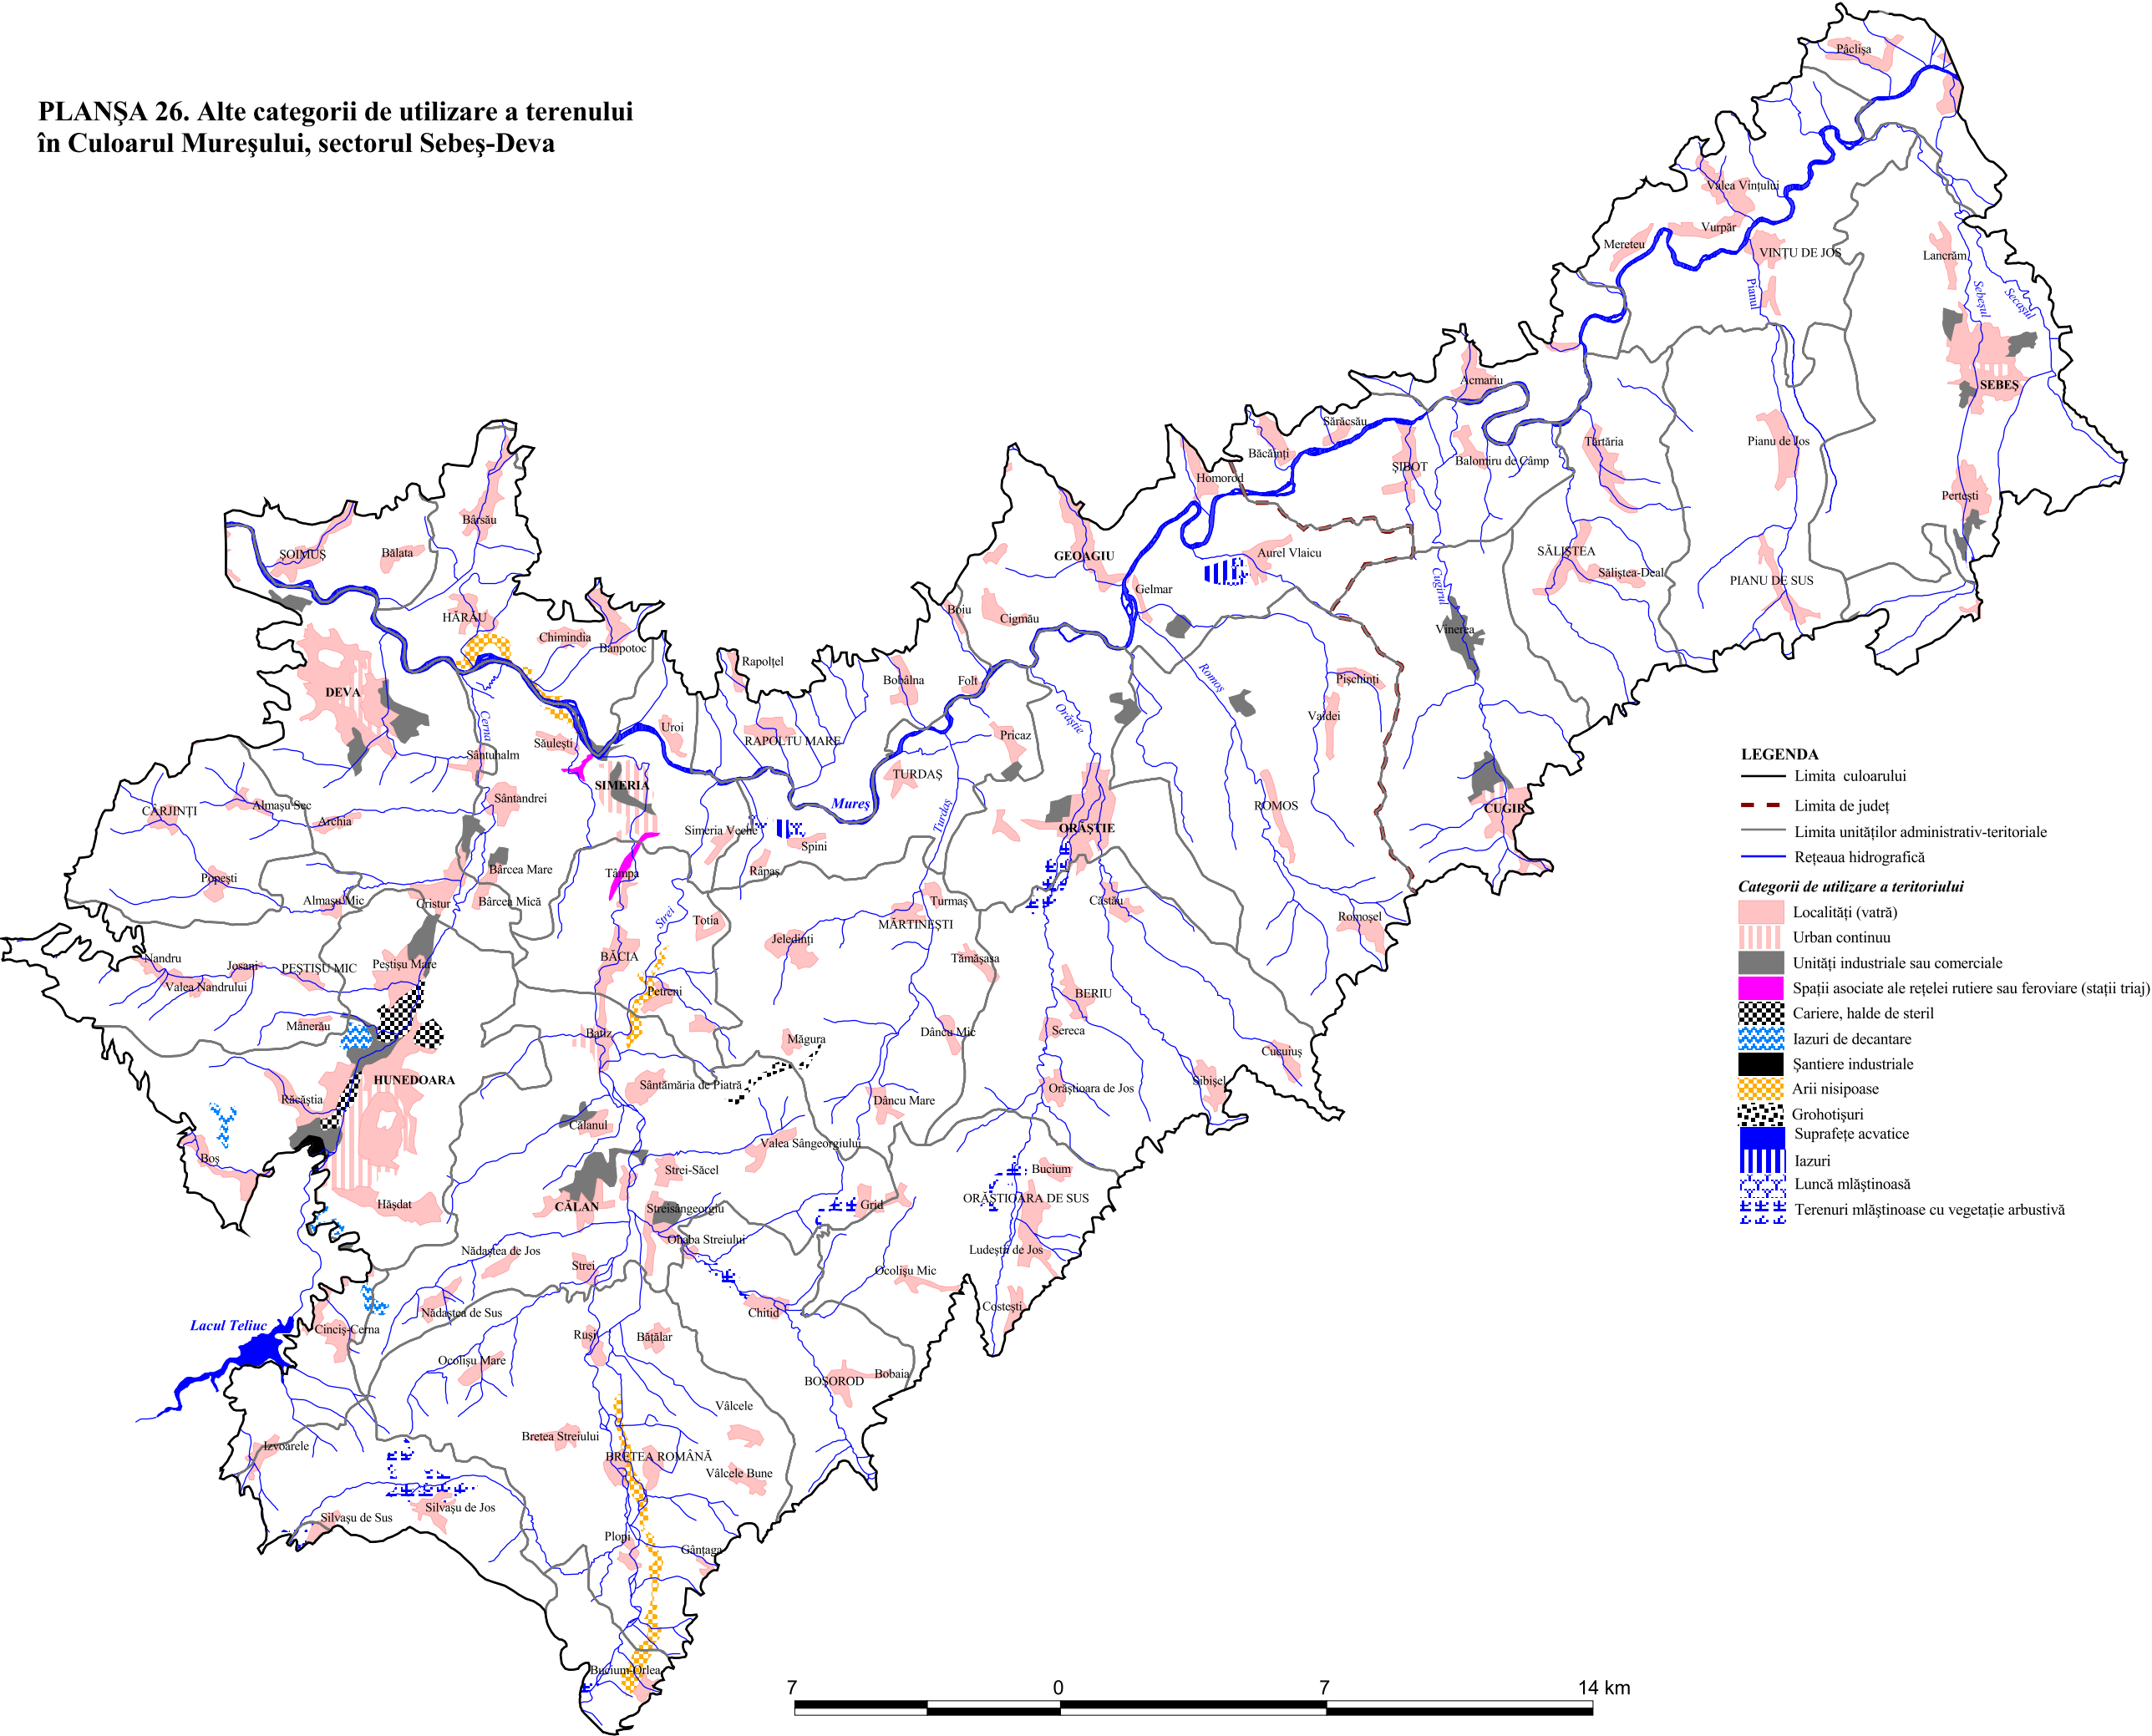 PLANŞA 26. Alte categorii de utilizare a terenului
în Culoarul Mureşului, sectorul Sebeş-Deva
Pâclişa
Valea Vinţului
Vurpăr
Mereteu
VINŢU DE JOS
Lancrăm
Pianul
Sebeşul
Secaşul
SEBEŞ
Acmariu
Sărăcsău
Băcăinţi
Homorod
ŞIBOT
Balomiru de Câmp
Tărtăria
Pianu de Jos
Perteşti
Bârsău
ŞOIMUŞ
Bălata
GEOAGIU
Aurel Vlaicu
Gelmar
Cugirul
SĂLIŞTEA
Săliştea-Deal
PIANU DE SUS
HĂRĂU
Chimindia
Bănpotoc
Boiu
Cigmău
Vinerea
Rapolţel
Bobâlna
Folt
Romoş
Pişchinţi
DEVA
Cerna
Săuleşti
Uroi
RAPOLTU MARE
Pricaz
Orăştie
Vaidei
Sântuhalm
SIMERIA
TURDAŞ
Mureş
Turdaş
Sântandrei
CÂRJINŢI
Almaşu Sec
Archia
Simeria Veche
Spini
ORĂŞTIE
ROMOS
CUGIR
Popeşti
Bârcea Mare
Tâmpa
Râpaş
Almaşu Mic
Cristur
Bârcea Mică
Strei
Totia
Turmaş
MĂRTINEŞTI
Căstău
Romoşel
Nandru
Josani
PEŞTIŞU MIC
Peştişu Mare
BĂCIA
Jeledinţi
Tămăşasa
Valea Nandrului
Petreni
BERIU
Mânerău
Batiz
Măgura
Dâncu Mic
Sereca
Cucuiuş
HUNEDOARA
Sântămăria de Piatră
Orăştioara de Jos
Sibişel
Răcăştia
Dâncu Mare
Călanul
Valea Sângeorgiului
Boş
Strei-Săcel
Bucium
Hăşdat
CĂLAN
Streisângeorgiu
Grid
ORĂŞTIOARA DE SUS
Ohaba Streiului
Nădaştea de Jos
Strei
Ludeştii de Jos
Ocolişu Mic
Nădaştea de Sus
Chitid
Costeşti
Lacul Teliuc
Cinciş-Cerna
Ruşi
Băţălar
Ocolişu Mare
BOŞOROD
Bobaia
Vâlcele
Izvoarele
Bretea Streiului
BRETEA ROMÂNĂ
Vâlcele Bune
Silvaşu de Jos
Silvaşu de Sus
Plopi
Gânţaga
Bucium-Orlea
LEGENDA
Limita culoarului
Limita de judeţ
Limita unităţilor administrativ-teritoriale
Reţeaua hidrografică
Categorii de utilizare a teritoriului
Localităţi (vatră)
Urban continuu
Unităţi industriale sau comerciale
Spaţii asociate ale reţelei rutiere sau feroviare (staţii triaj)
Cariere, halde de steril
Iazuri de decantare
Şantiere industriale
Arii nisipoase
Grohotişuri
Suprafeţe acvatice
Iazuri
Luncă mlăştinoasă
Terenuri mlăştinoase cu vegetaţie arbustivă
7 0 7 14 km